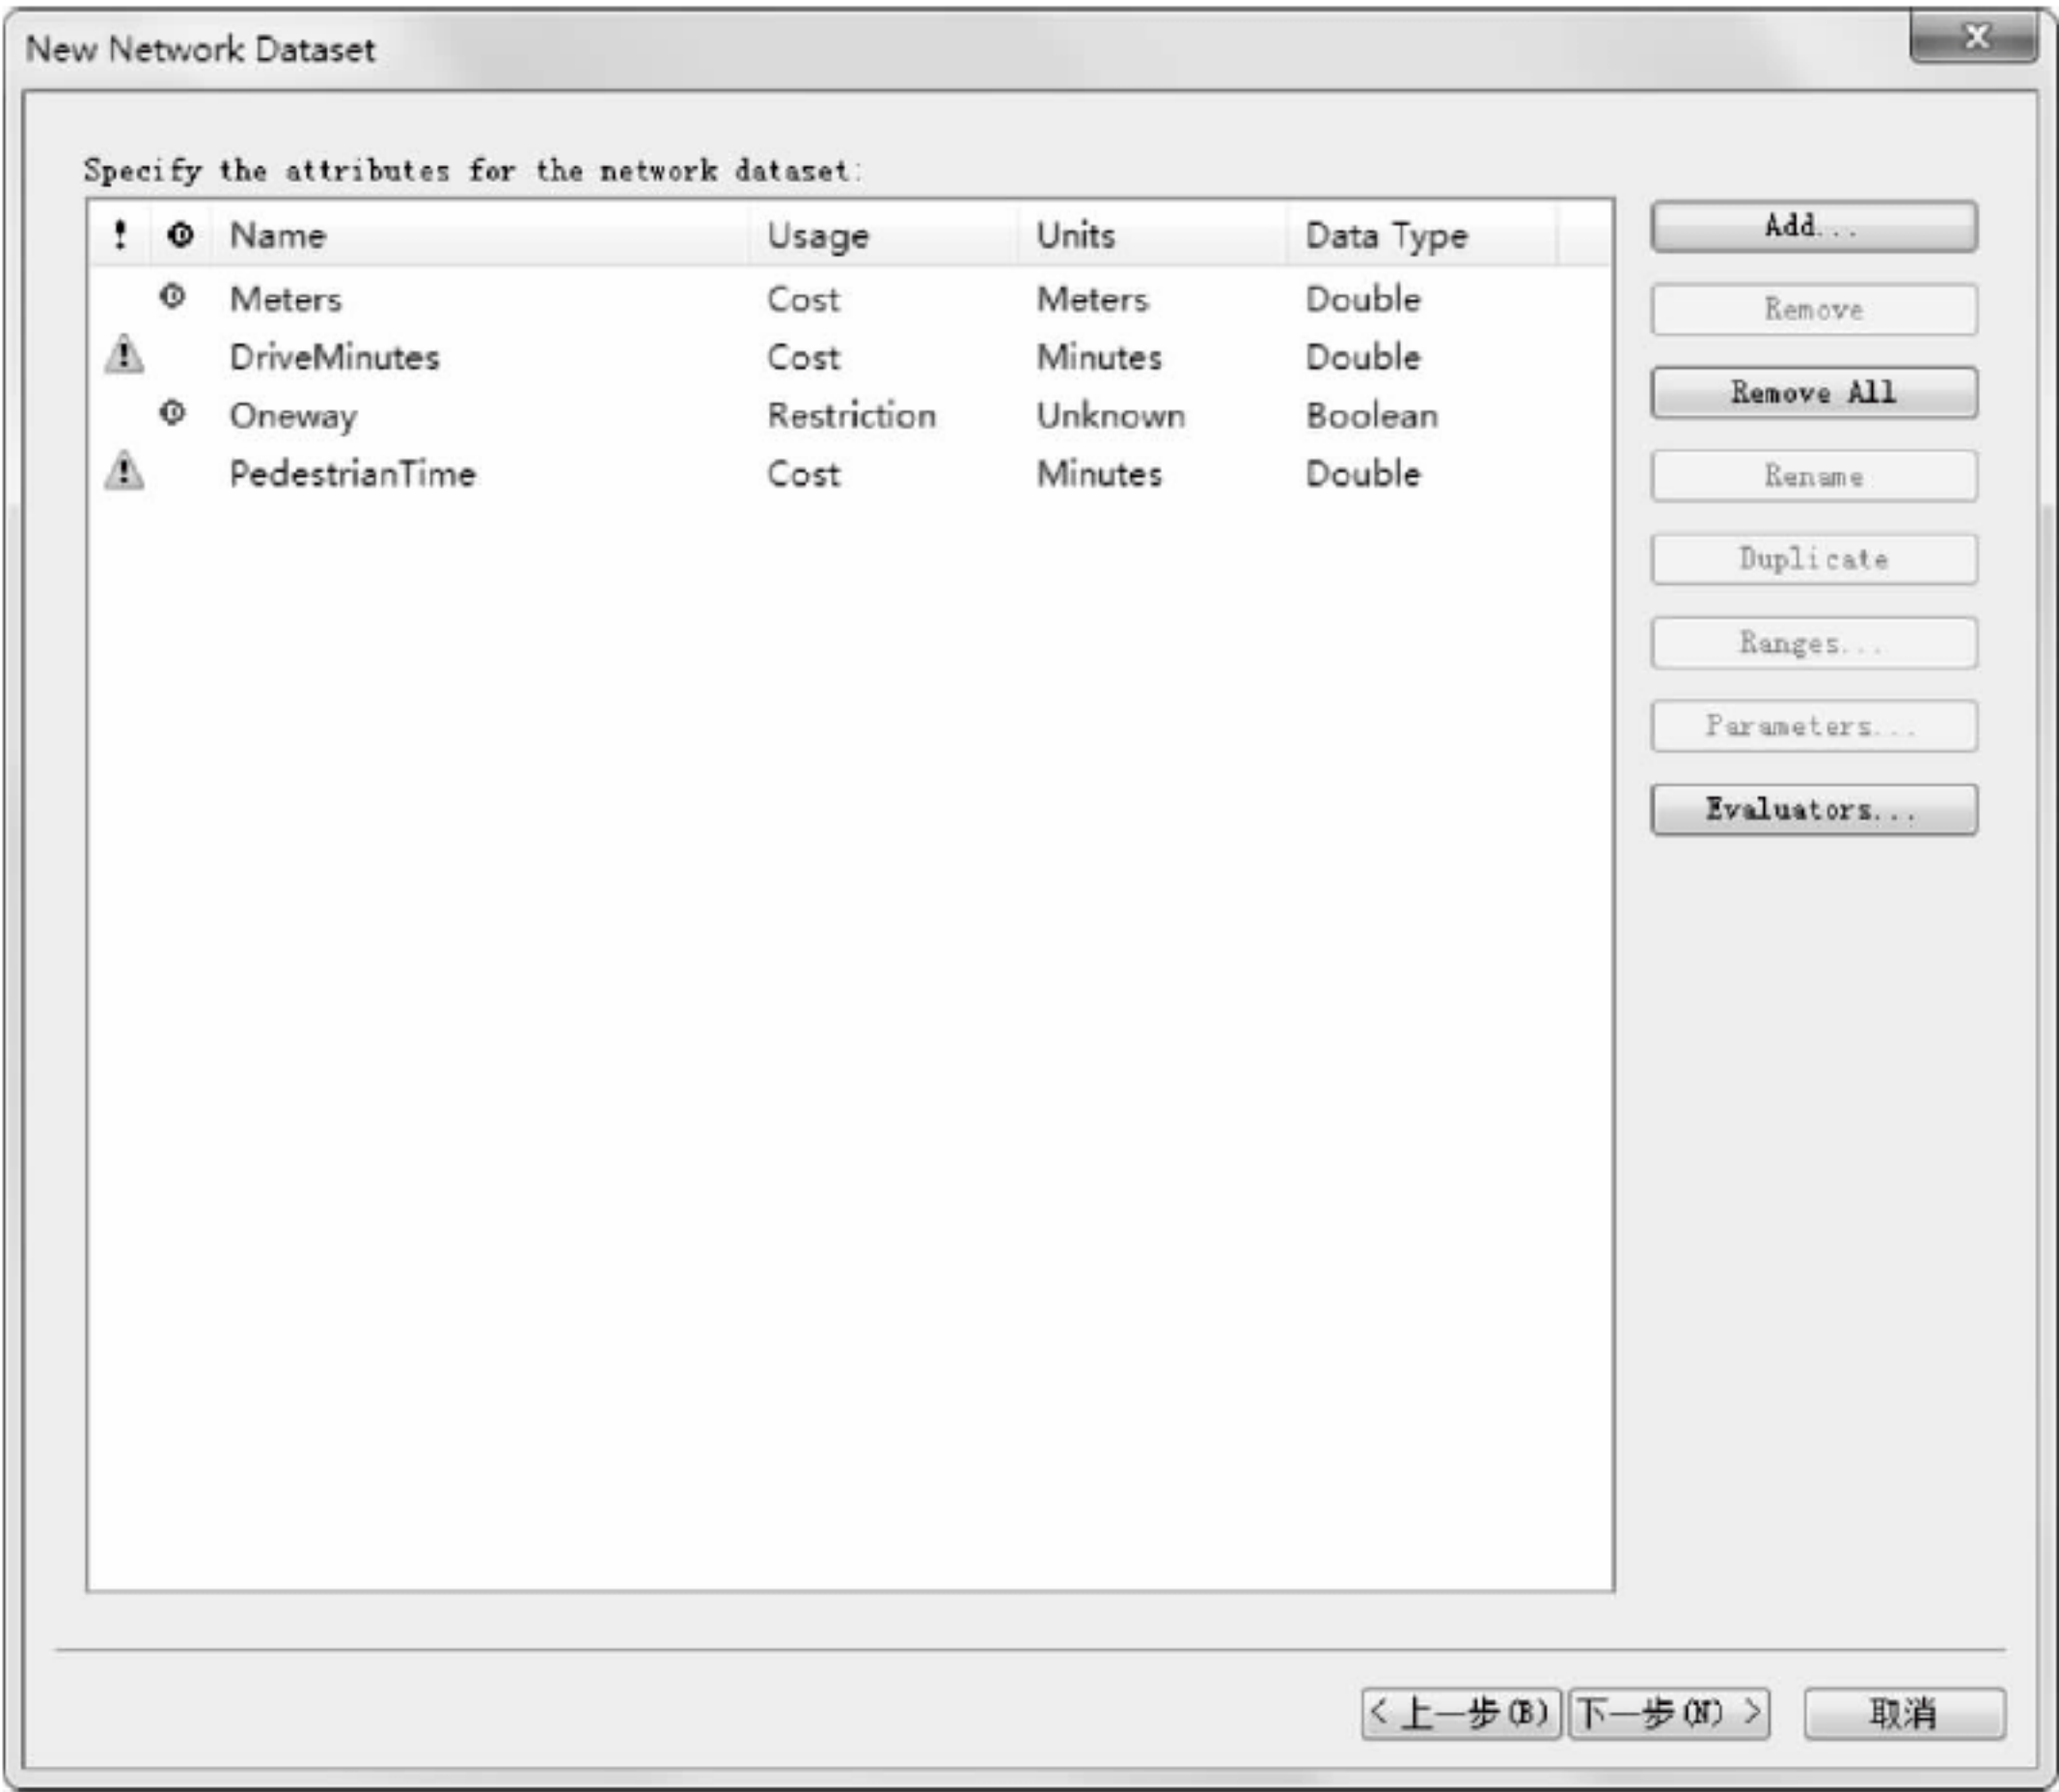 New Network Dataset
Specify the attributes for the network dataset:
! Name Usage Units Data Type
Meters Cost Meters Double
DriveMinutes Cost Minutes Double
Oneway Restriction Unknown Boolean
PedestrianTime Cost Minutes Double
Add...
Remove
Remove All
Rename
Duplicate
Ranges...
Parameters...
Evaluators...
< 上一步(B) 下一步(N) > 取消